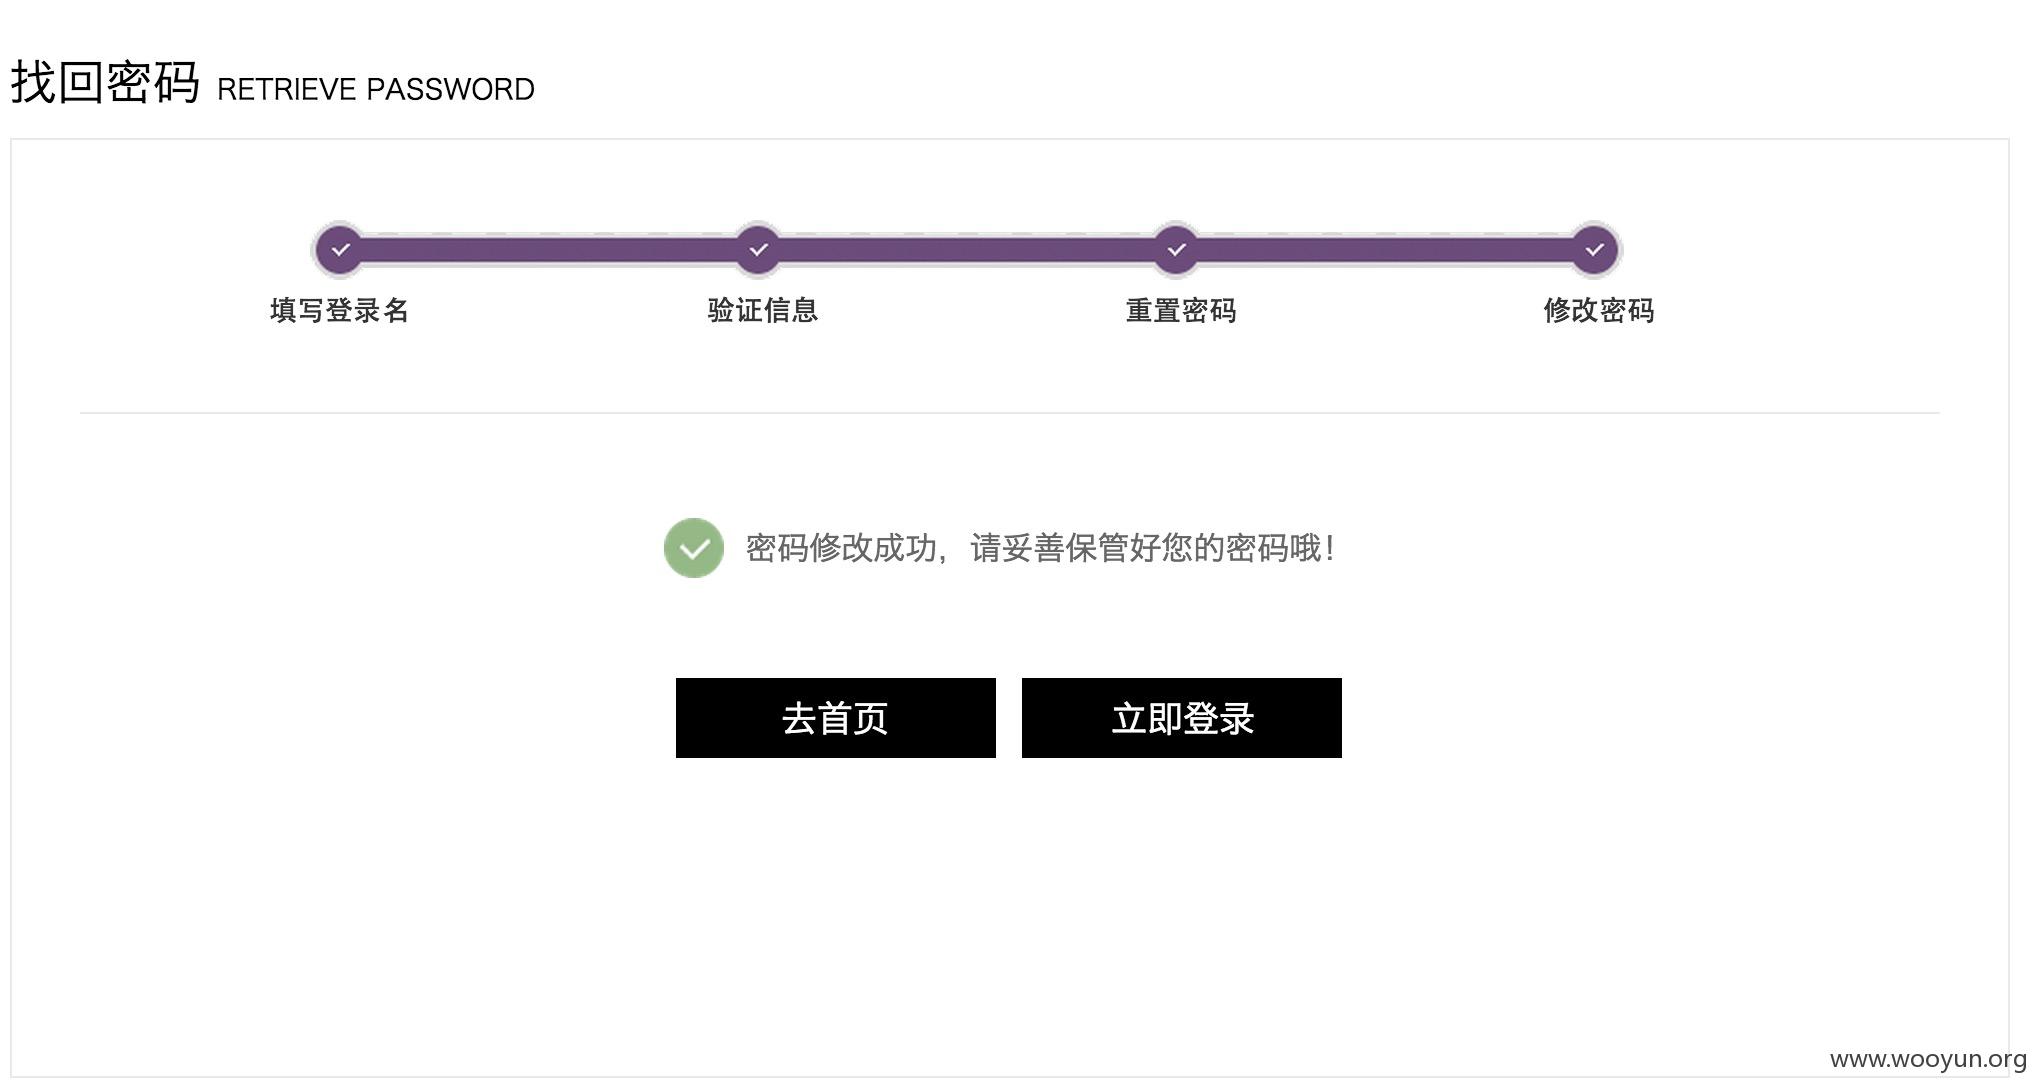 找回密码 RETRIEVE PASSWORD
填写登录名 验证信息 重置密码 修改密码
密码修改成功，请妥善保管好您的密码哦！
去首页 立即登录
www.wooyun.org